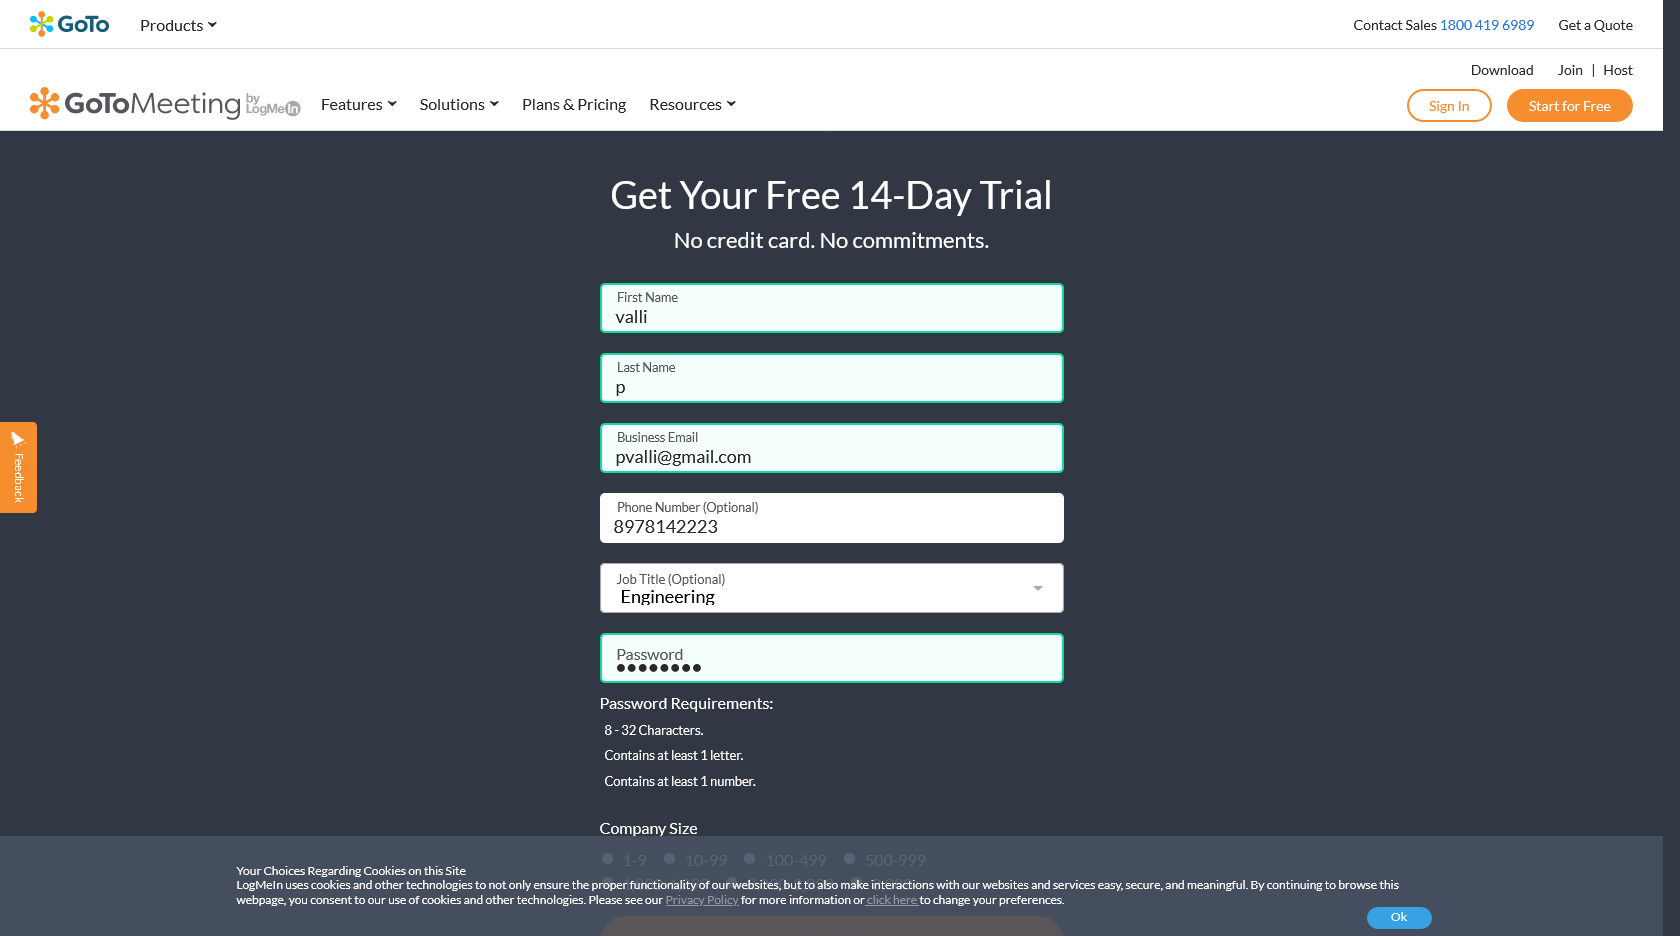 GoTo
Products
Contact Sales 1800 419 6989
Get a Quote
Download
Join | Host
GoToMeeting by LogMeIn
Features
Solutions
Plans & Pricing
Resources
Sign In
Start for Free
Get Your Free 14-Day Trial
No credit card. No commitments.
First Name
valli
Last Name
p
Business Email
pvalli@gmail.com
Feedback
Phone Number (Optional)
8978142223
Job Title (Optional)
Engineering
Password
Password Requirements:
8 - 32 Characters.
Contains at least 1 letter.
Contains at least 1 number.
Company Size
1-9 10-99 100-499 500-999
Your Choices Regarding Cookies on this Site
LogMeIn uses cookies and other technologies to not only ensure the proper functionality of our websites, but to also make interactions with our websites and services easy, secure, and meaningful. By continuing to browse this
webpage, you consent to our use of cookies and other technologies. Please see our Privacy Policy for more information or click here to change your preferences.
Ok